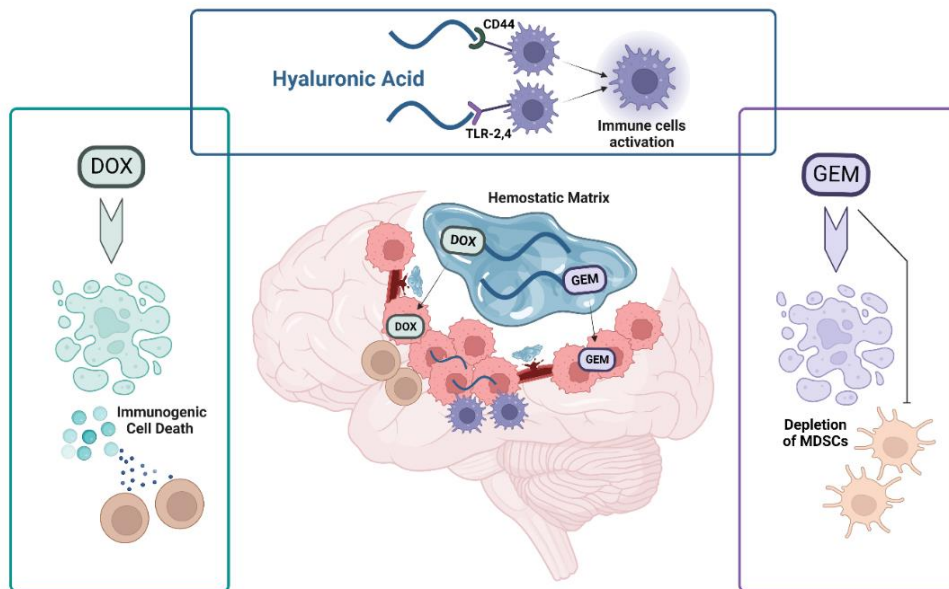 CD44
Hyaluronic Acid
TLR-2,4
Immune cells
activation
DOX
Immunogenic
Cell Death
Hemostatic Matrix
DOX
GEM
DOX
GEM
GEM
Depletion
of MDSCs